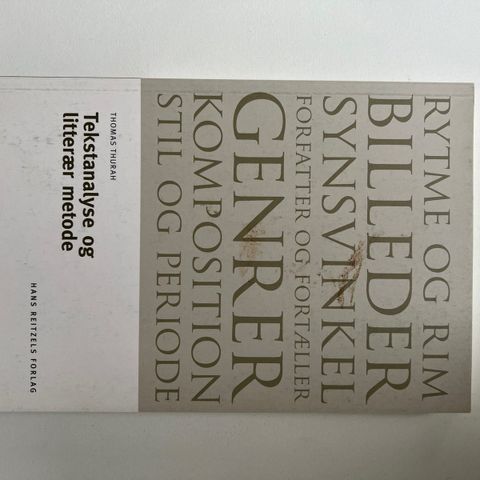 RYTME OG RIM
BILLEDER
SYNSVINKEL
FORFATTER OG FORTÆLLER
GENRER
KOMPOSITION
STIL OG PERIODE
THOMAS THURAH
Tekstanalyse og
litterær metode
HANS REITZELS FORLAG